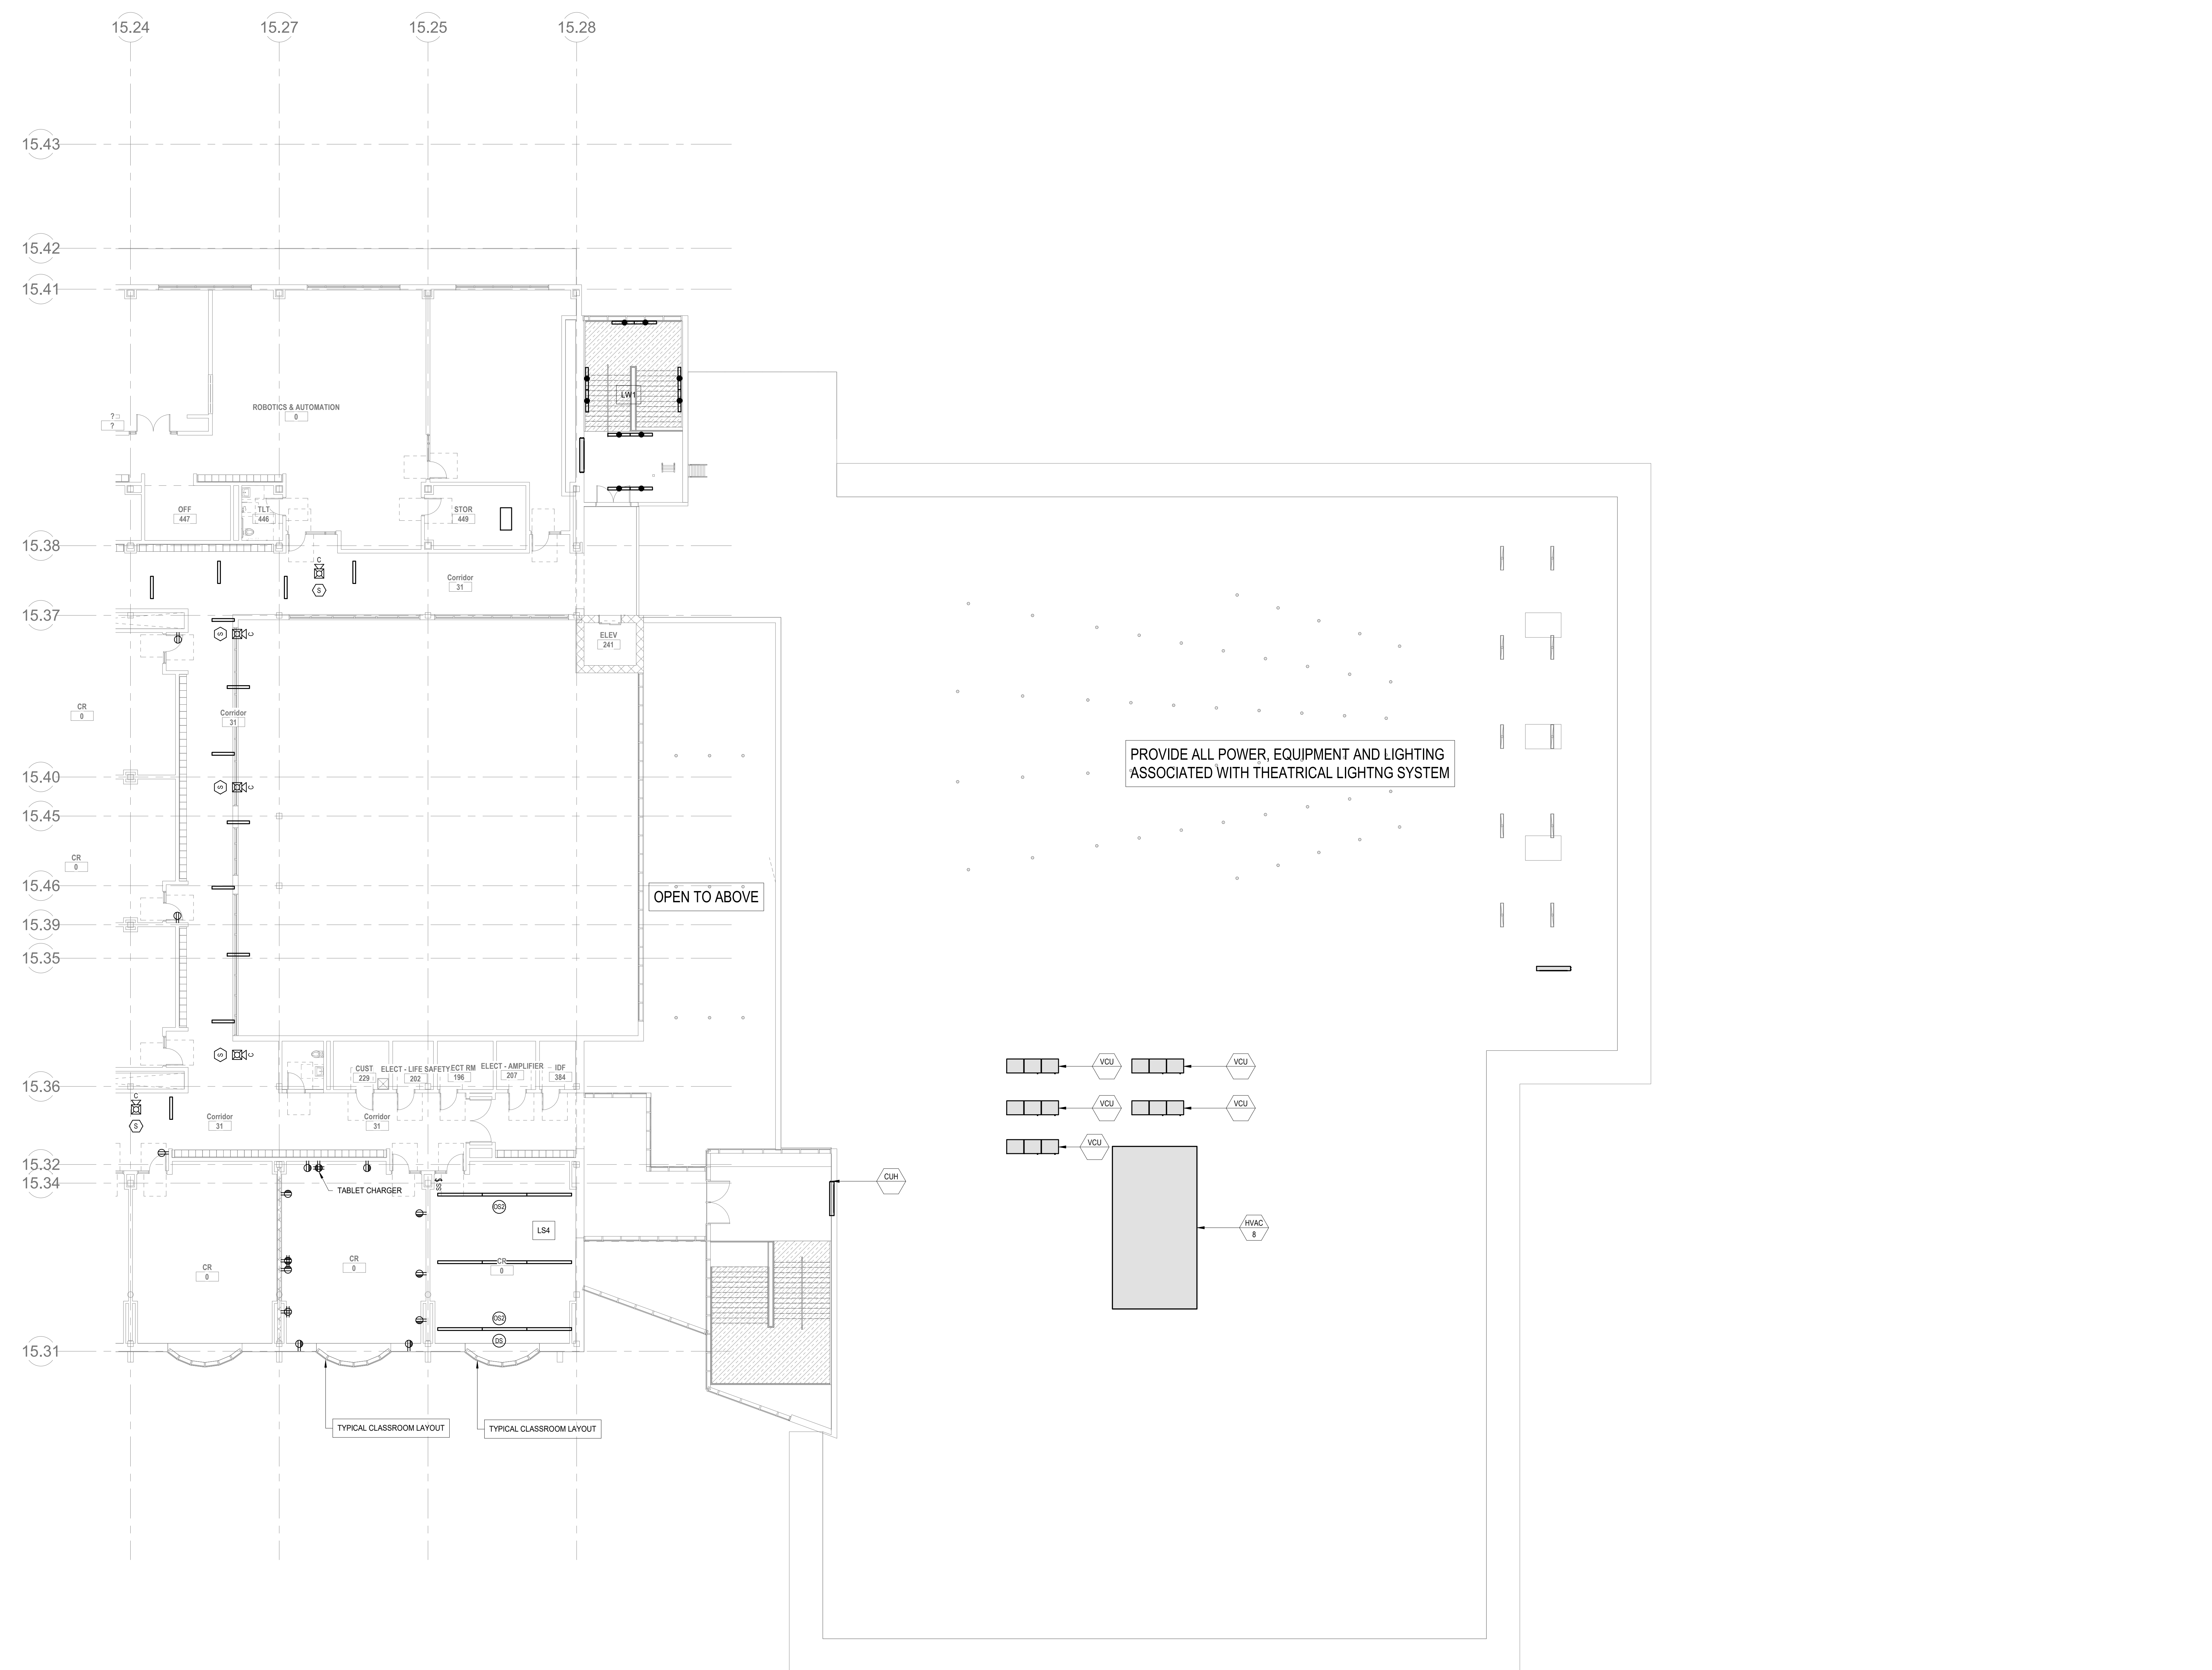 15.24
15.27
15.25
15.28
15.43
15.42
15.41
ROBOTICS & AUTOMATION
0
?
?
LW1
OFF
447
TLT
446
STOR
449
15.38
C
S
Corridor
31
15.37
S
C
ELEV
241
CR
0
Corridor
31
PROVIDE ALL POWER, EQUIPMENT AND LIGHTING
ASSOCIATED WITH THEATRICAL LIGHTNG SYSTEM
15.40
S
C
15.45
CR
0
15.46
OPEN TO ABOVE
15.39
15.35
S
C
VCU
VCU
CUST
229
ELECT - LIFE SAFETY
202
ECT RM
196
ELECT - AMPLIFIER
207
IDF
384
15.36
C
S
VCU
VCU
Corridor
31
Corridor
31
VCU
15.32
15.34
TABLET CHARGER
SS
CUH
OS2
LS4
HVAC
8
CR
0
CR
0
CR
0
OS2
DS
15.31
TYPICAL CLASSROOM LAYOUT
TYPICAL CLASSROOM LAYOUT